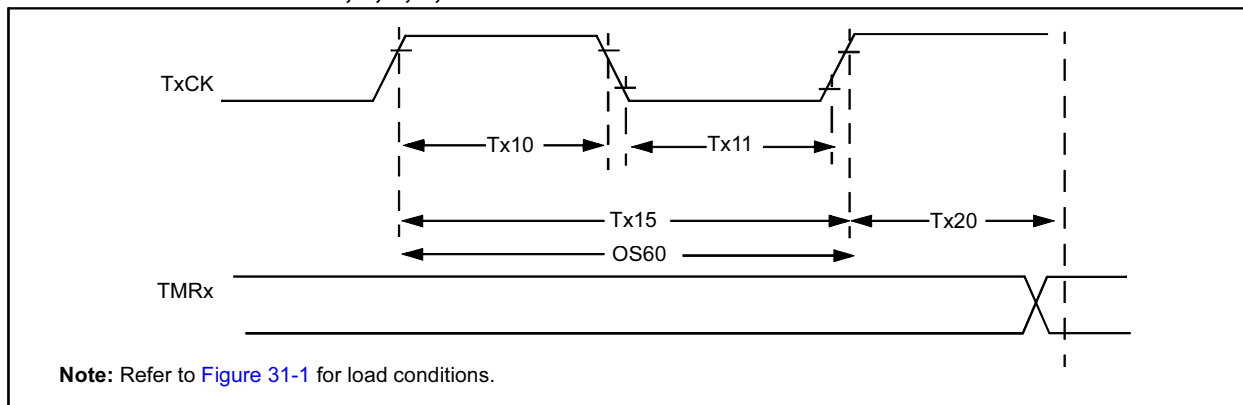 TxCK
Tx10
Tx11
Tx15
Tx20
OS60
TMRx
Note: Refer to Figure 31-1 for load conditions.